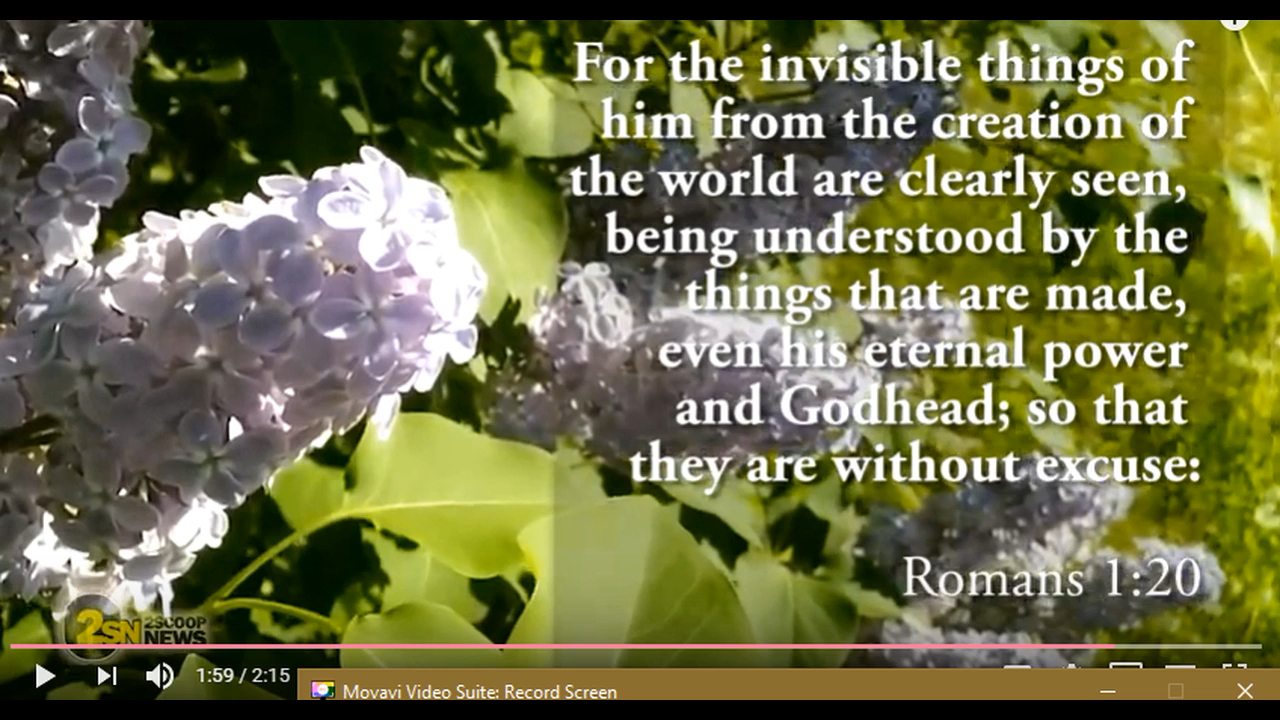 For the invisible things of
him from the creation of
the world are clearly seen,
being understood by the
things that are made,
even his eternal power
and Godhead; so that
they are without excuse:
Romans 1:20
2SN 2SCOOP
NEWS
1:59 / 2:15
Movavi Video Suite: Record Screen